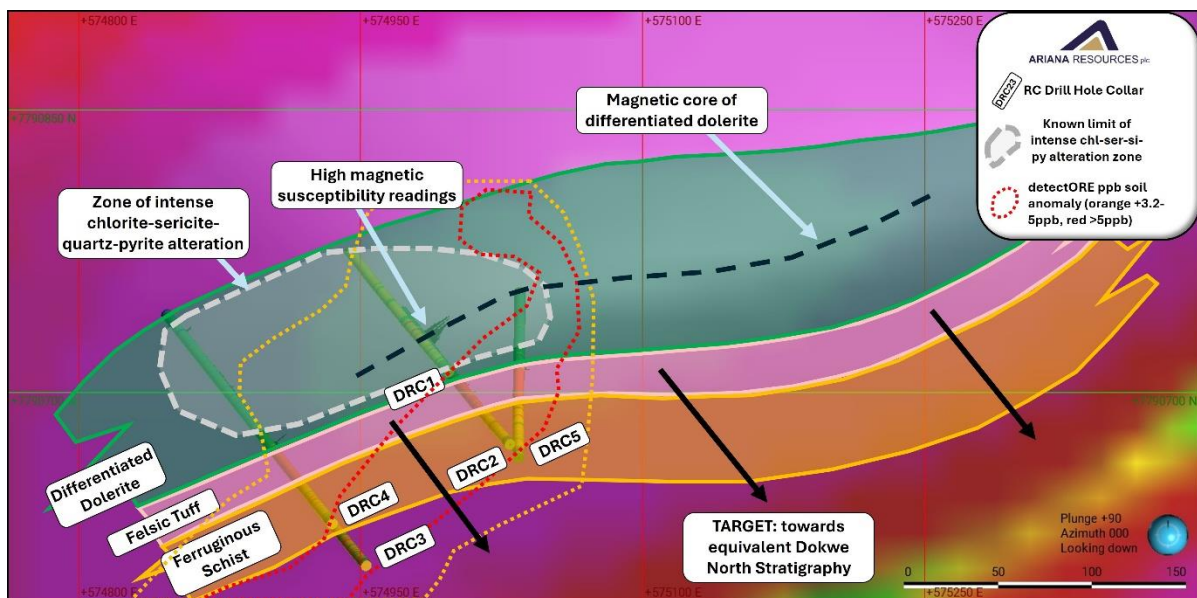 +574800 E
+574950 E
+575100 E
+575250 E
ARIANA RESOURCES plc
DRC23
RC Drill Hole Collar
Known limit of
intense chl-ser-si-
py alteration zone
detectORE ppb soil
anomaly (orange +3.2-
5ppb, red >5ppb)
+7790850 N
Magnetic core of
differentiated dolerite
High magnetic
susceptibility readings
Zone of intense
chlorite-sericite-
quartz-pyrite alteration
DRC1
7790700 N
DRC2
DRC5
Differentiated
Dolerite
Felsic Tuff
Ferruginous
Schist
DRC4
DRC3
TARGET: towards
equivalent Dokwe
North Stratigraphy
Plunge +90
Azimuth 000
Looking down
0 50 100 150
+574800 E
+574950 E
+575100 E
+575250 E